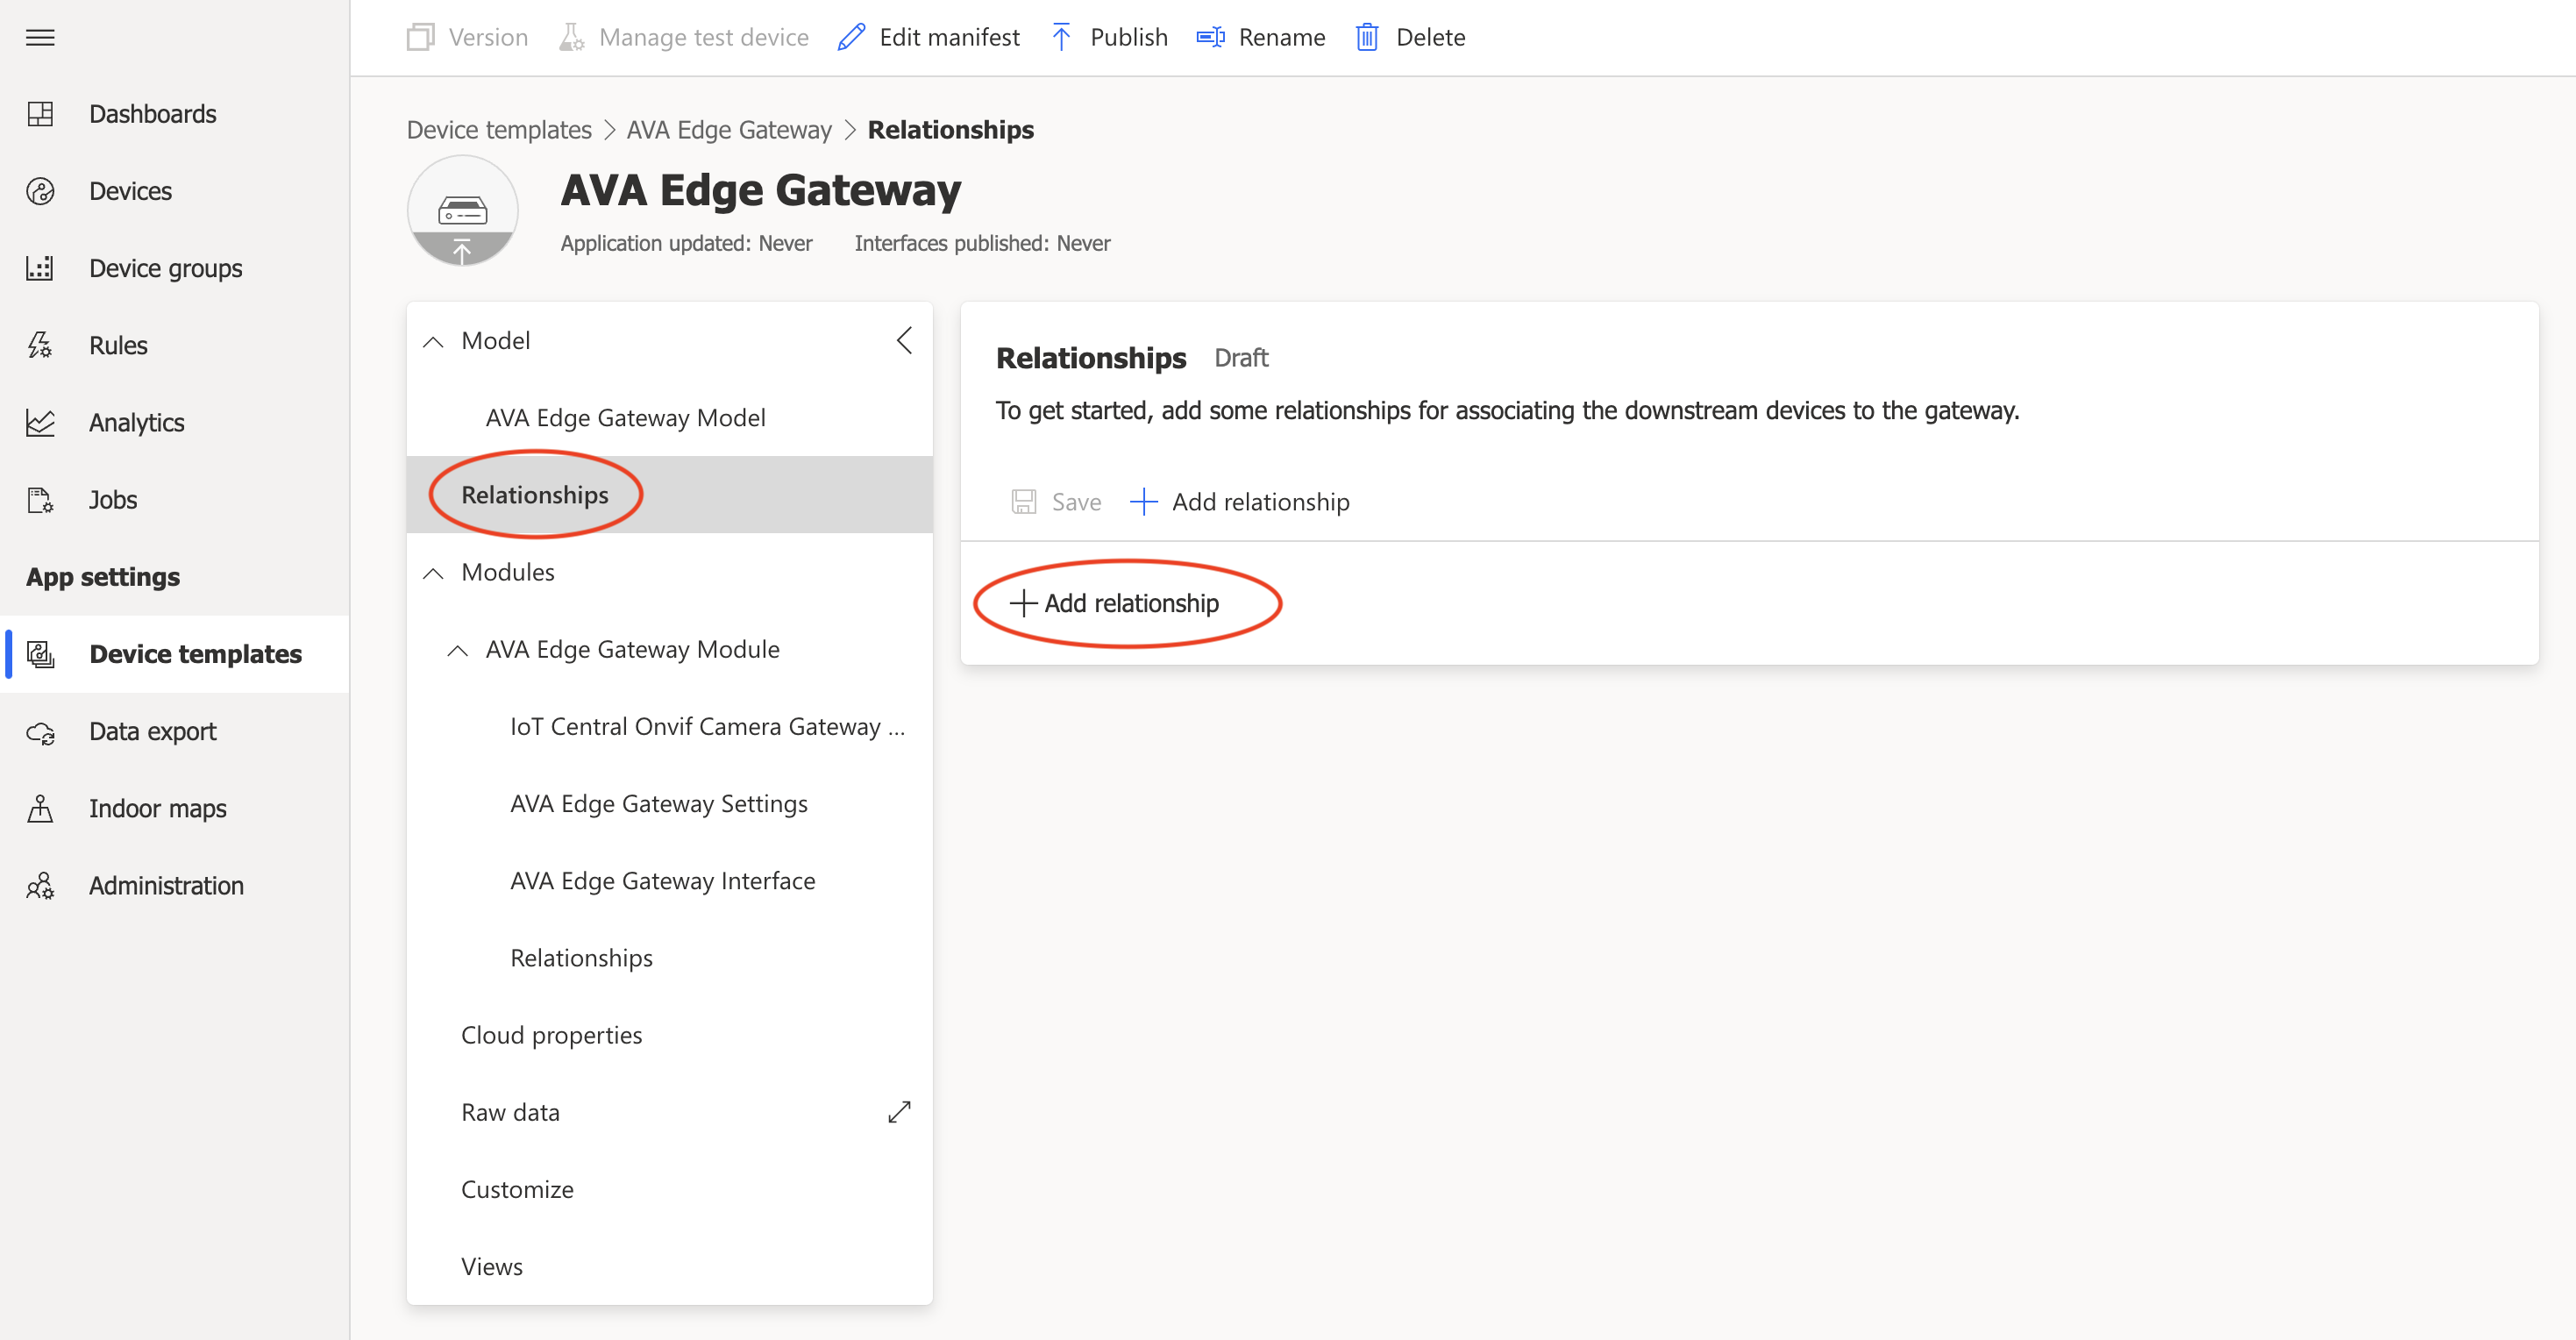 Version Manage test device Edit manifest Publish Rename Delete
Dashboards
Devices
Device groups
Rules
Analytics
Jobs
App settings
Device templates
Data export
Indoor maps
Administration
Device templates > AVA Edge Gateway > Relationships
AVA Edge Gateway
Application updated: Never Interfaces published: Never
Model
AVA Edge Gateway Model
Relationships
Modules
AVA Edge Gateway Module
IoT Central Onvif Camera Gateway ...
AVA Edge Gateway Settings
AVA Edge Gateway Interface
Relationships
Cloud properties
Raw data
Customize
Views
Relationships Draft
To get started, add some relationships for associating the downstream devices to the gateway.
Save Add relationship
Add relationship